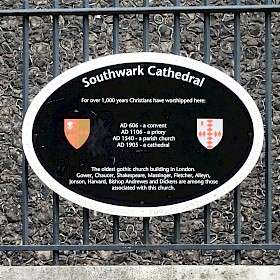 Southwark Cathedral
For over 1,000 years Christians have worshipped here:
AD 606 - a convent
AD 1106 - a priory
AD 1540 - a parish church
AD 1905 - a cathedral
The oldest gothic church building in London.
Gower, Chaucer, Shakespeare, Massinger, Fletcher, Alleyn,
Jonson, Harvard, Bishop Andrewes and Dickens are among those
associated with this church.